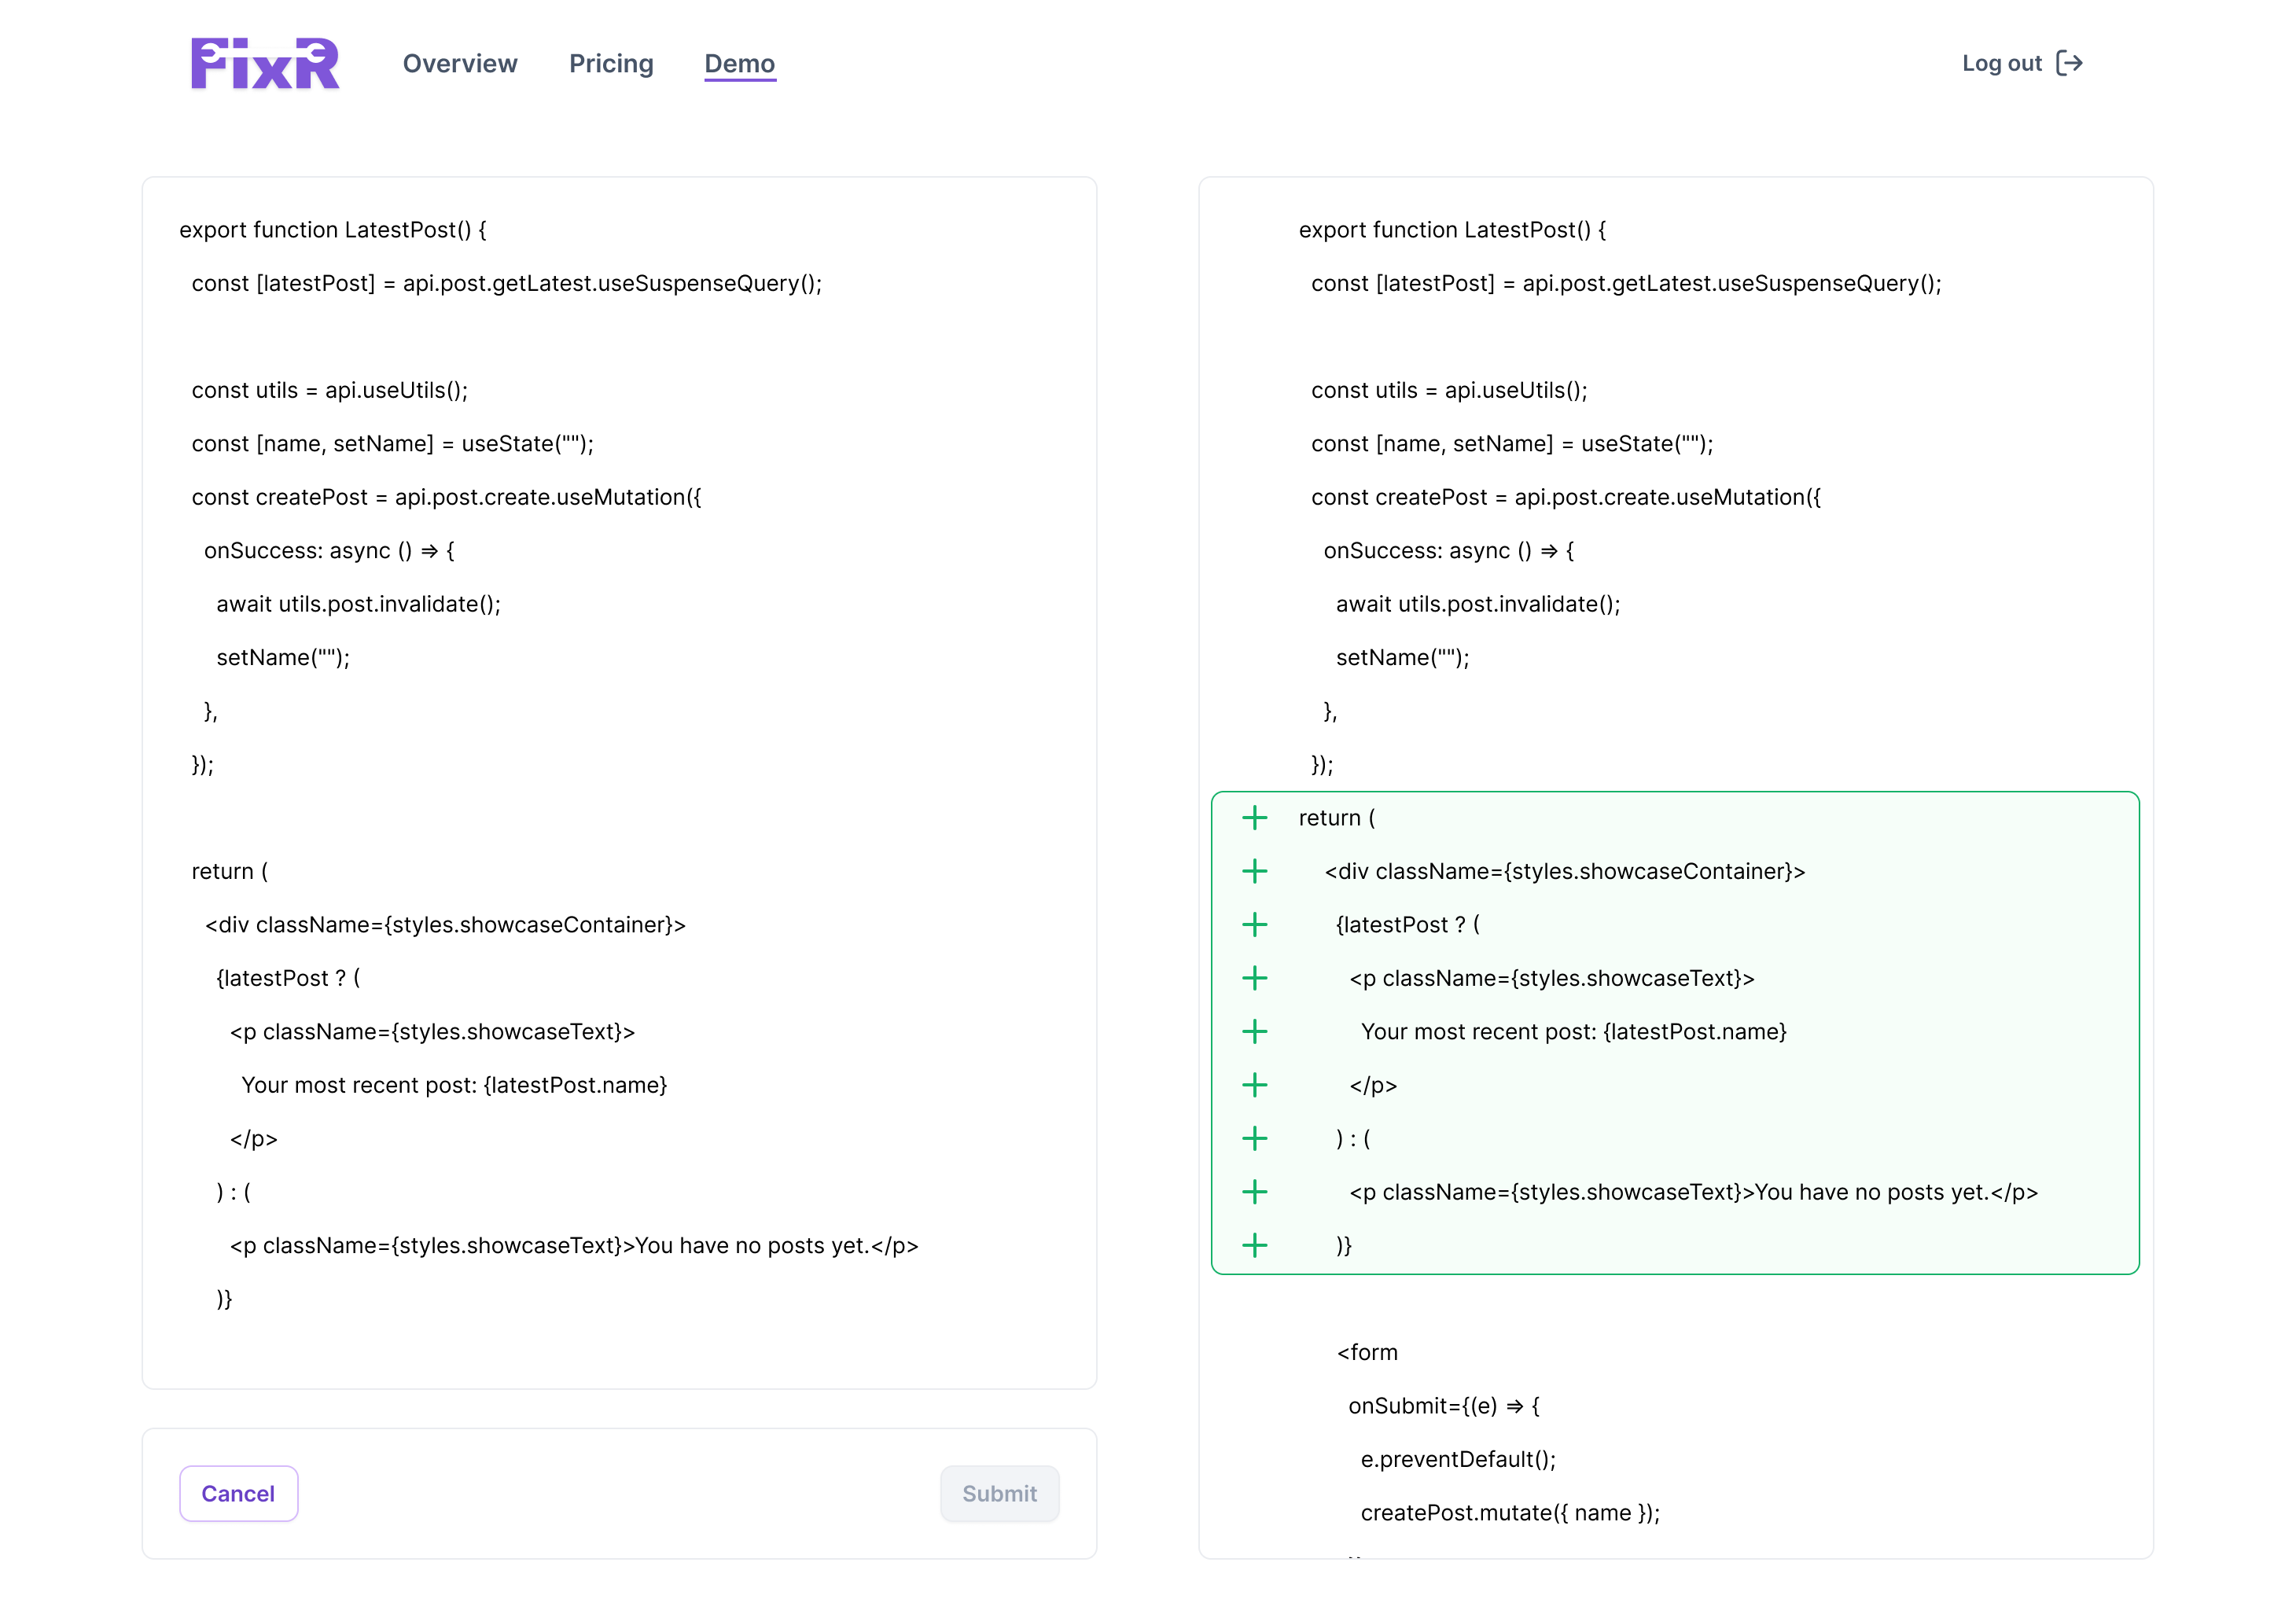 FixR
Overview
Pricing
Demo
Log out
export function LatestPost() {
const [latestPost] = api.post.getLatest.useSuspenseQuery();
const utils = api.useUtils();
const [name, setName] = useState("");
const createPost = api.post.create.useMutation({
onSuccess: async () => {
await utils.post.invalidate();
setName("");
},
});
return (
<div className={styles.showcaseContainer}>
{latestPost ? (
<p className={styles.showcaseText}>
Your most recent post: {latestPost.name}
</p>
) : (
<p className={styles.showcaseText}>You have no posts yet.</p>
)}
Cancel
Submit
export function LatestPost() {
const [latestPost] = api.post.getLatest.useSuspenseQuery();
const utils = api.useUtils();
const [name, setName] = useState("");
const createPost = api.post.create.useMutation({
onSuccess: async () => {
await utils.post.invalidate();
setName("");
},
});
+ return (
+ <div className={styles.showcaseContainer}>
+ {latestPost ? (
+ <p className={styles.showcaseText}>
+ Your most recent post: {latestPost.name}
+ </p>
+ ) : (
+ <p className={styles.showcaseText}>You have no posts yet.</p>
+ )}
<form
onSubmit={(e) => {
e.preventDefault();
createPost.mutate({ name });